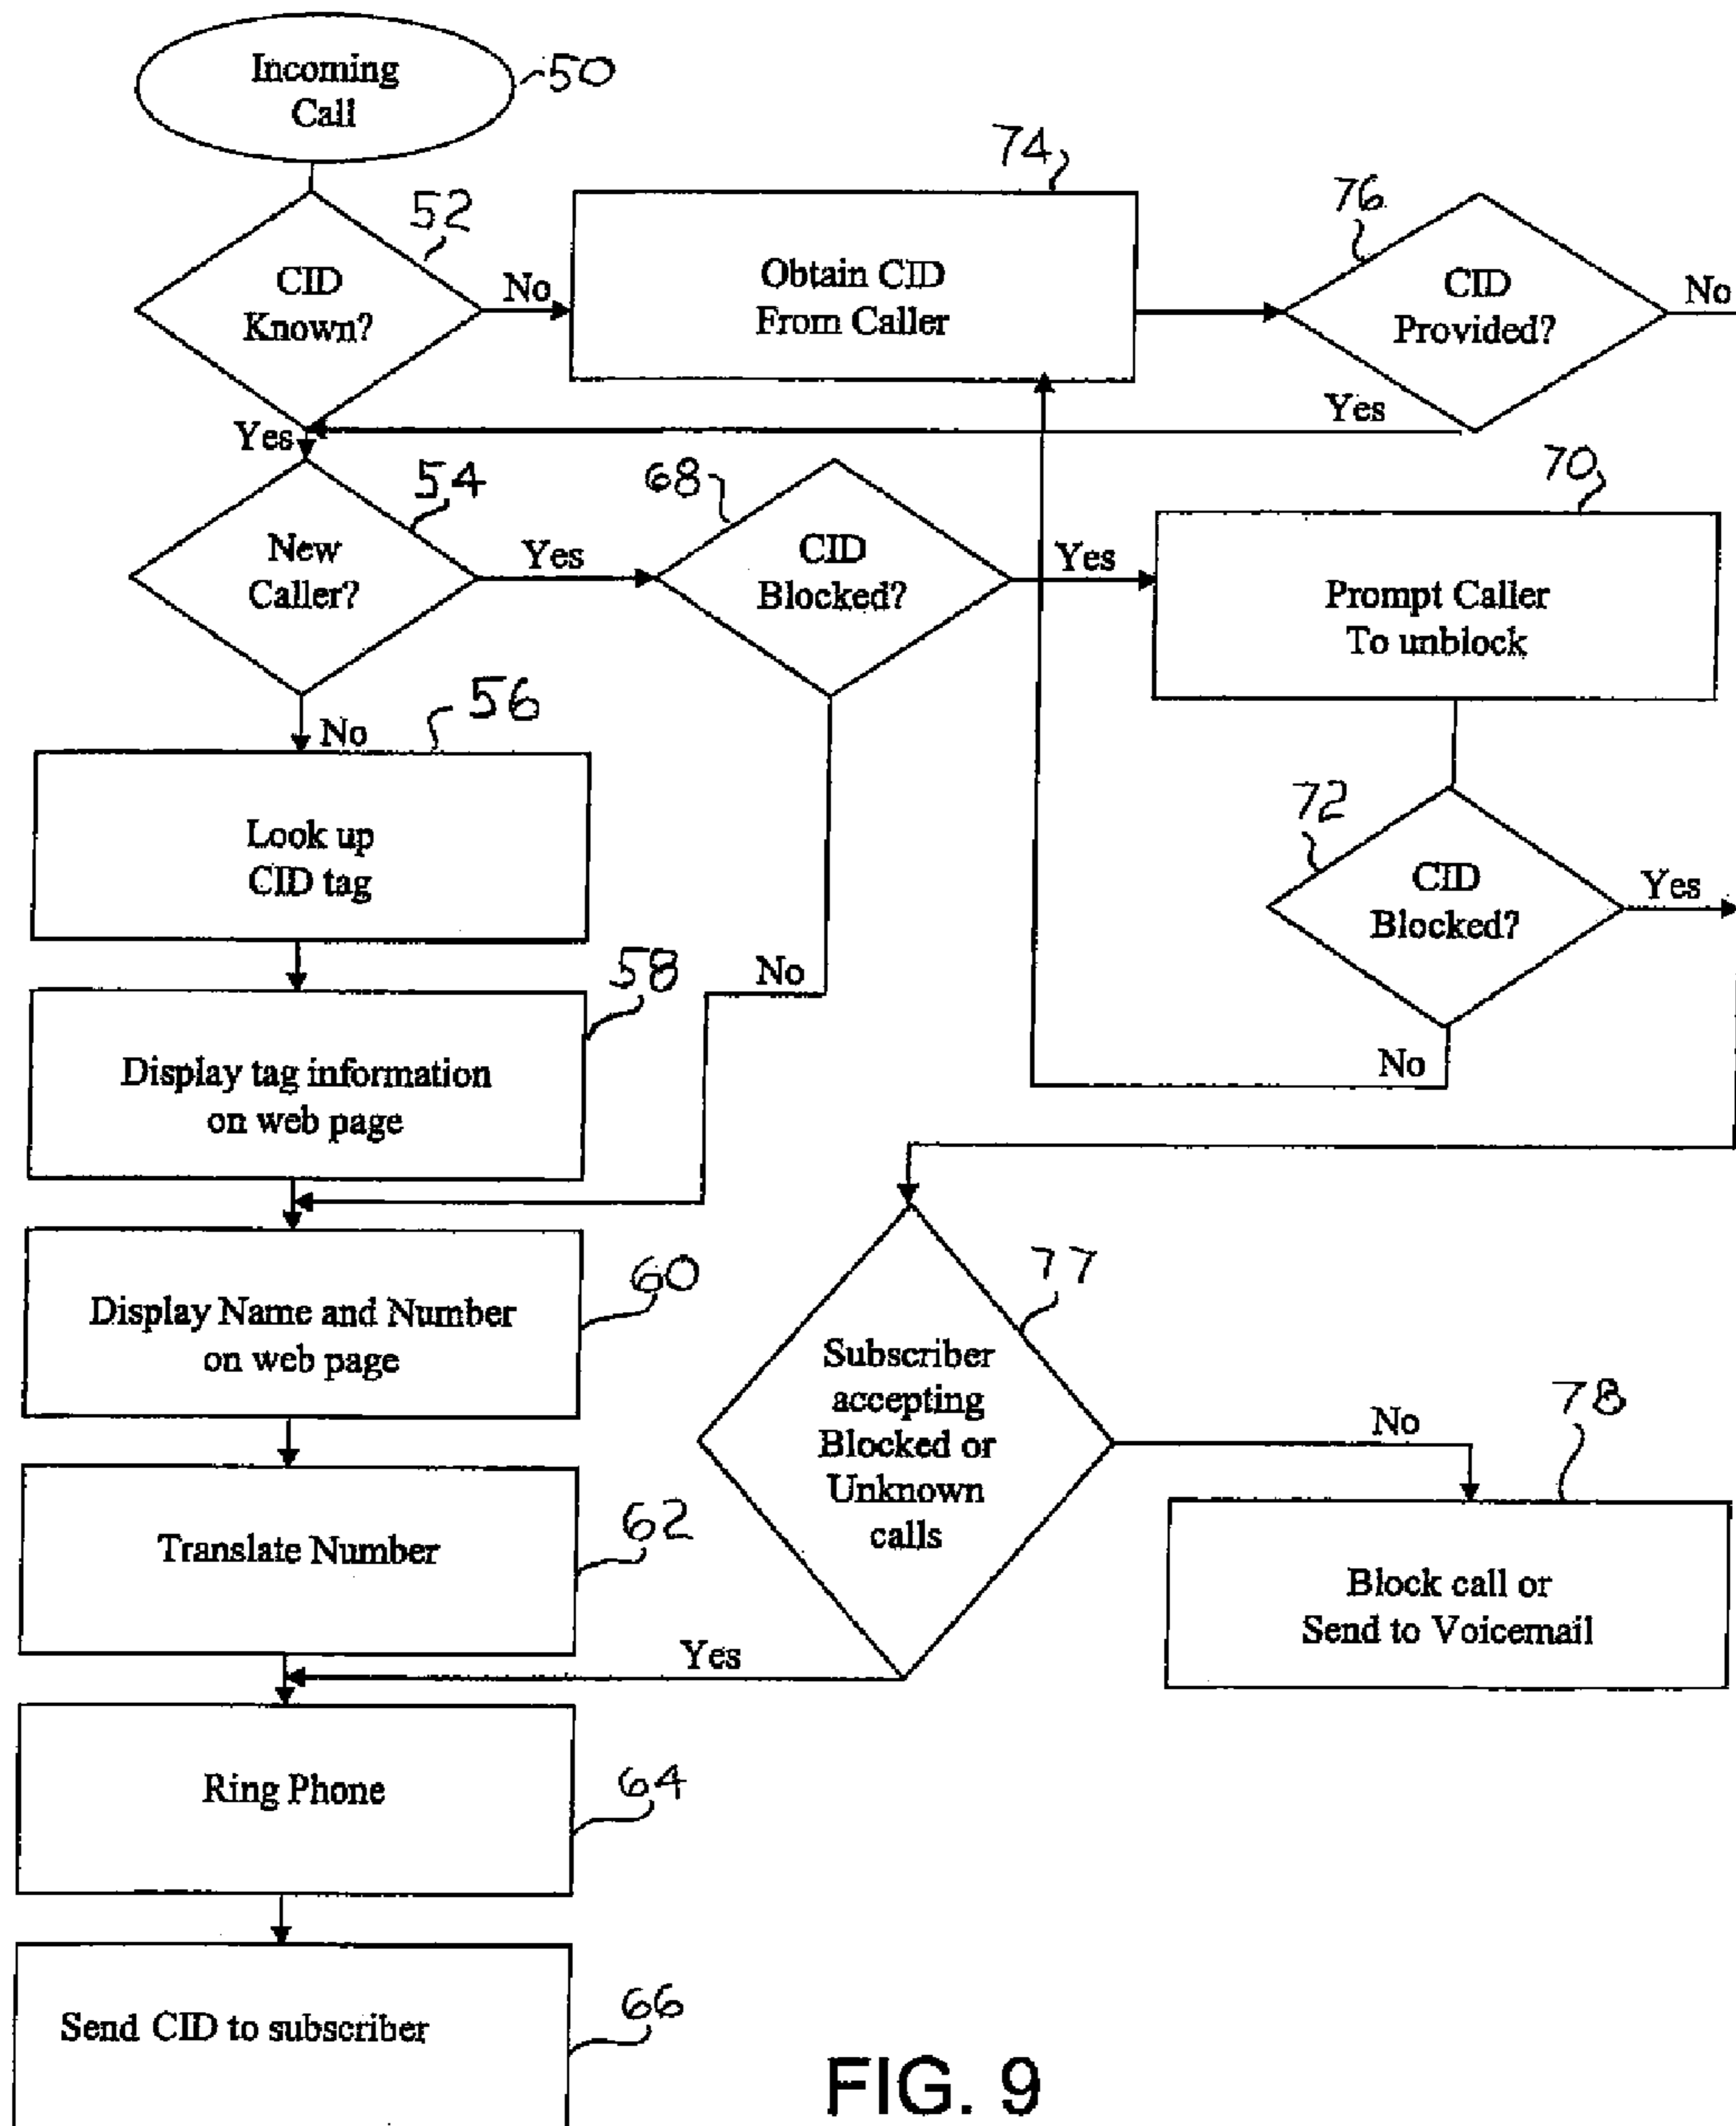 Incoming
Call
50
52
CID
Known?
No
74
Obtain CID
From Caller
76
CID
Provided?
No
Yes
Yes
54
New
Caller?
Yes
68
CID
Blocked?
Yes
70
Prompt Caller
To unblock
No
56
Look up
CID tag
72
CID
Blocked?
Yes
No
No
58
Display tag information
on web page
60
Display Name and Number
on web page
77
Subscriber
accepting
Blocked or
Unknown
calls
No
78
Block call or
Send to Voicemail
62
Translate Number
Yes
64
Ring Phone
66
Send CID to subscriber
FIG. 9